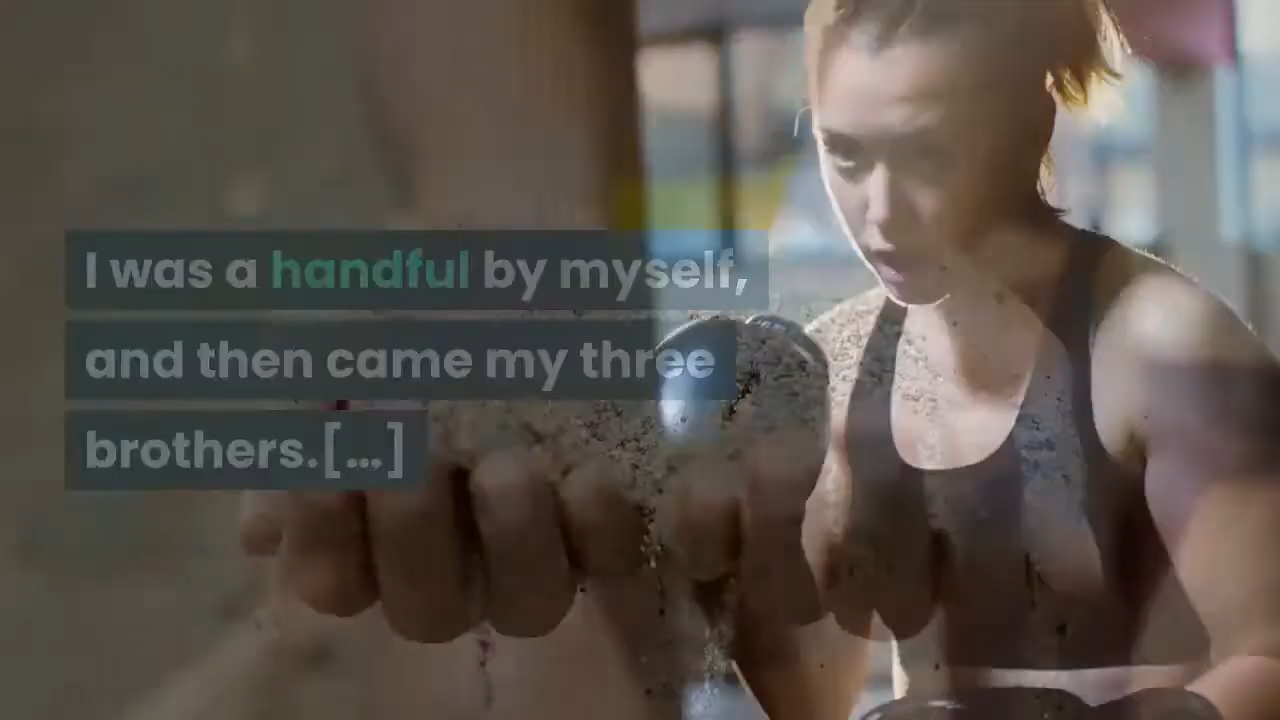 I was a handful by myself,
and then came my three
brothers.[...]